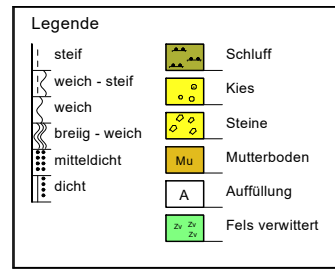 Legende
steif
weich - steif
weich
breiig - weich
mitteldicht
dicht
Schluff
Kies
Steine
Mu Mutterboden
A Auffüllung
Zv Zv Zv Fels verwittert